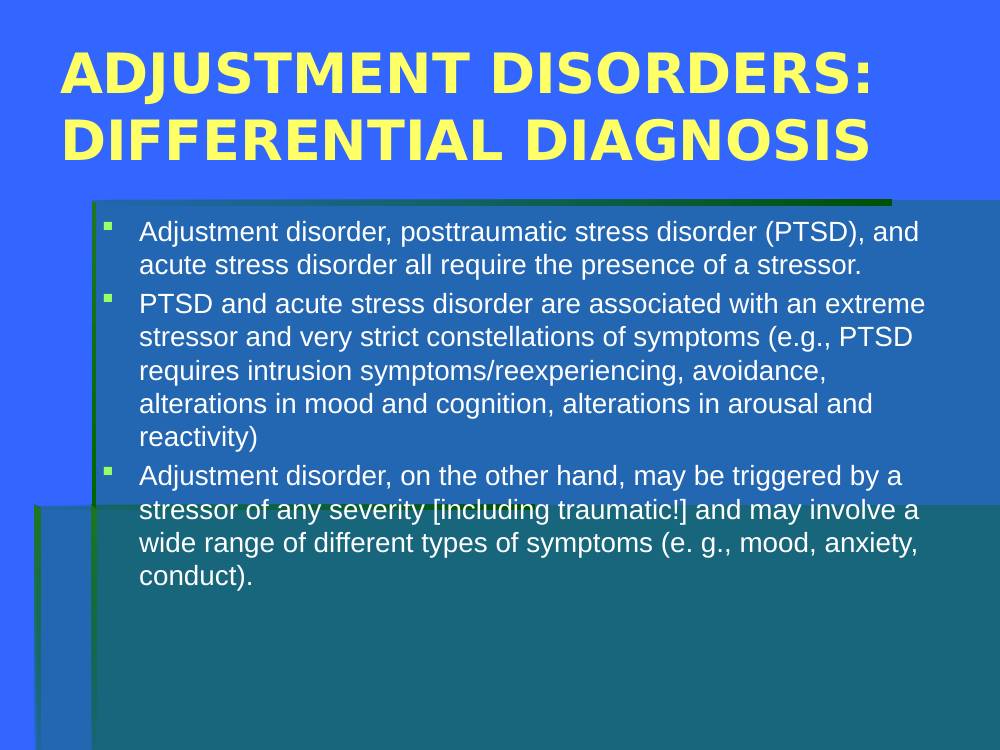 ADJUSTMENT DISORDERS:
DIFFERENTIAL DIAGNOSIS
Adjustment disorder, posttraumatic stress disorder (PTSD), and
acute stress disorder all require the presence of a stressor.
PTSD and acute stress disorder are associated with an extreme
stressor and very strict constellations of symptoms (e.g., PTSD
requires intrusion symptoms/reexperiencing, avoidance,
alterations in mood and cognition, alterations in arousal and
reactivity)
Adjustment disorder, on the other hand, may be triggered by a
stressor of any severity [including traumatic!] and may involve a
wide range of different types of symptoms (e. g., mood, anxiety,
conduct).